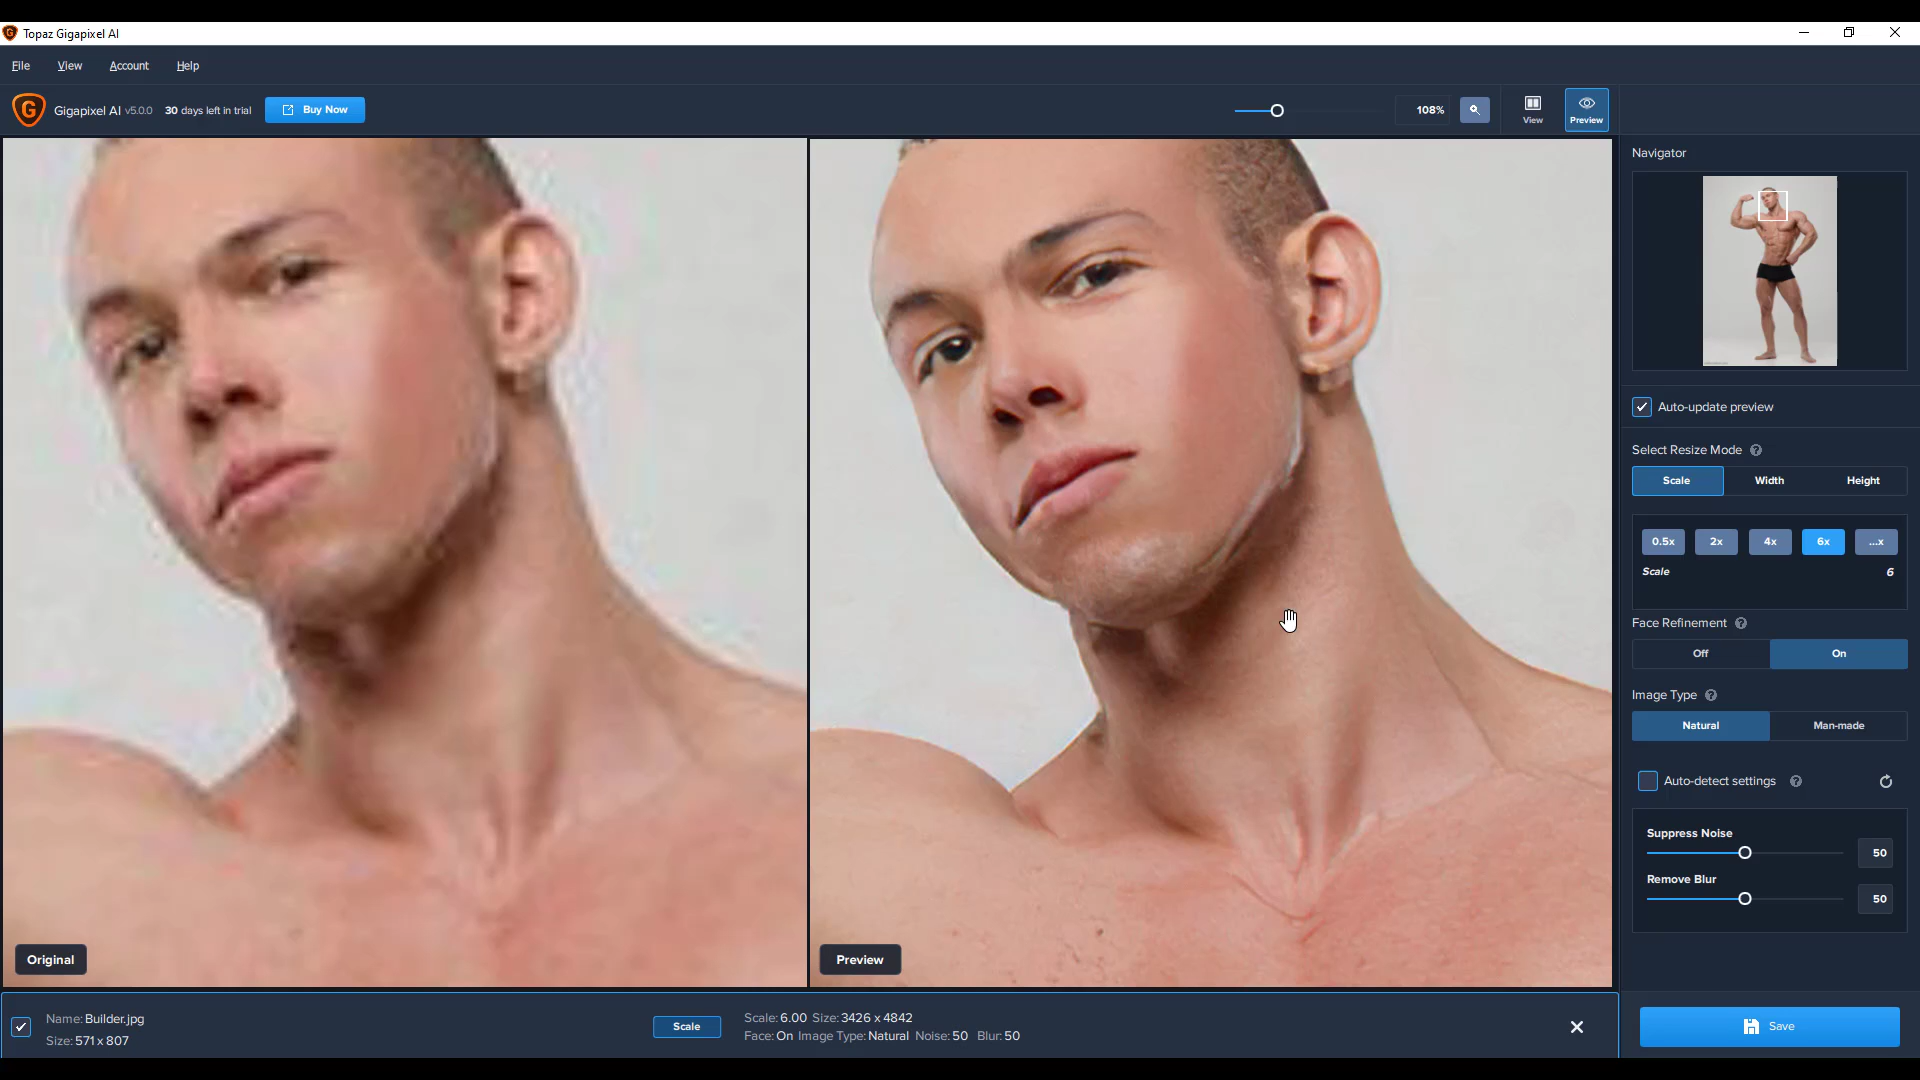 Topaz Gigapixel AI
File View Account Help
G Gigapixel AI v5.0.0 30 days left in trial Buy Now 108% View Preview
Navigator
Auto-update preview
Select Resize Mode ?
Scale Width Height
0.5x 2x 4x 6x ...x
Scale 6
Face Refinement ?
Off On
Image Type ?
Natural Man-made
Auto-detect settings ?
Suppress Noise
50
Remove Blur
50
Original Preview
Name: Builder.jpg
Size: 571 x 807
Scale
Scale: 6.00 Size: 3426 x 4842
Face: On Image Type: Natural Noise: 50 Blur: 50
Save